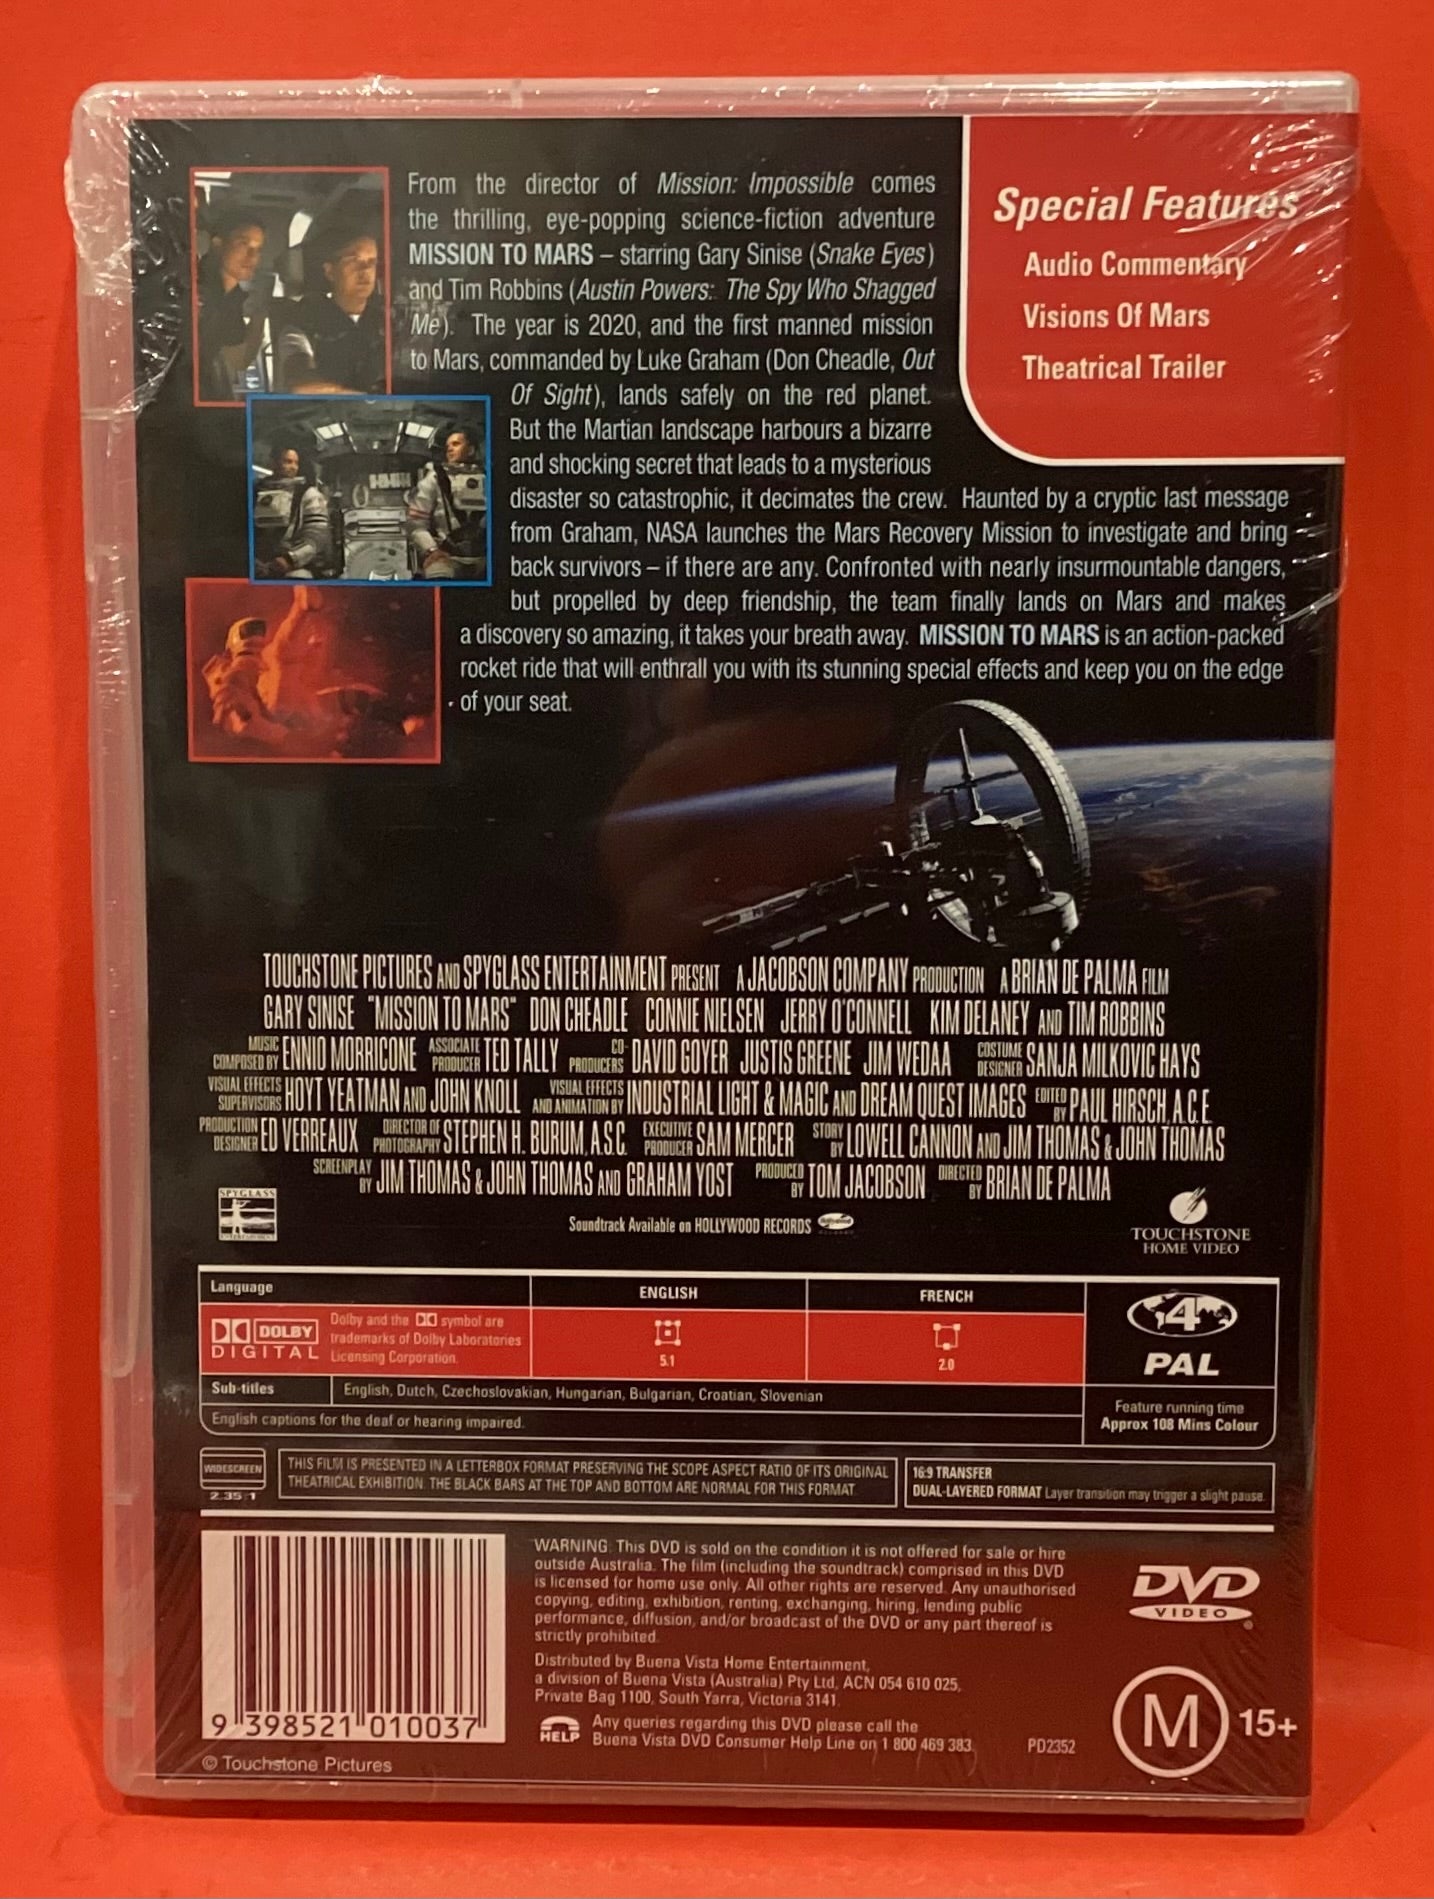 From the director of Mission: Impossible comes
the thrilling, eye-popping science-fiction adventure
MISSION TO MARS – starring Gary Sinise (Snake Eyes)
and Tim Robbins (Austin Powers: The Spy Who Shagged
Me). The year is 2020, and the first manned mission
to Mars, commanded by Luke Graham (Don Cheadle, Out
Of Sight), lands safely on the red planet.
But the Martian landscape harbours a bizarre
and shocking secret that leads to a mysterious
disaster so catastrophic, it decimates the crew. Haunted by a cryptic last message
from Graham, NASA launches the Mars Recovery Mission to investigate and bring
back survivors – if there are any. Confronted with nearly insurmountable dangers,
but propelled by deep friendship, the team finally lands on Mars and makes
a discovery so amazing, it takes your breath away. MISSION TO MARS is an action-packed
rocket ride that will enthrall you with its stunning special effects and keep you on the edge
of your seat.
Special Features
Audio Commentary
Visions Of Mars
Theatrical Trailer
TOUCHSTONE PICTURES AND SPYGLASS ENTERTAINMENT PRESENT A JACOBSON COMPANY PRODUCTION A BRIAN DE PALMA FILM
GARY SINISE "MISSION TO MARS" DON CHEADLE CONNIE NIELSEN JERRY O'CONNELL KIM DELANEY AND TIM ROBBINS
MUSIC COMPOSED BY ENNIO MORRICONE ASSOCIATE PRODUCER TED TALLY CO-PRODUCERS DAVID GOYER JUSTIS GREENE JIM WEDAA COSTUME DESIGNER SANJA MILKOVIC HAYS
VISUAL EFFECTS SUPERVISORS HOYT YEATMAN AND JOHN KNOLL VISUAL EFFECTS AND ANIMATION BY INDUSTRIAL LIGHT & MAGIC AND DREAM QUEST IMAGES EDITED BY PAUL HIRSCH, A.C.E.
PRODUCTION DESIGNER ED VERREAUX DIRECTOR OF PHOTOGRAPHY STEPHEN H. BURUM, A.S.C. EXECUTIVE PRODUCER SAM MERCER STORY BY LOWELL CANNON AND JIM THOMAS & JOHN THOMAS
SCREENPLAY BY JIM THOMAS & JOHN THOMAS AND GRAHAM YOST PRODUCED BY TOM JACOBSON DIRECTED BY BRIAN DE PALMA
SPYGLASS
ENTERTAINMENT
Soundtrack Available on HOLLYWOOD RECORDS
TOUCHSTONE
HOME VIDEO
Language
ENGLISH
FRENCH
DOLBY
DIGITAL
Dolby and the DD symbol are
trademarks of Dolby Laboratories
Licensing Corporation.
5.1
2.0
4
PAL
Sub-titles
English, Dutch, Czechoslovakian, Hungarian, Bulgarian, Croatian, Slovenian
English captions for the deaf or hearing impaired.
Feature running time
Approx 108 Mins Colour
WIDESCREEN
2.35:1
THIS FILM IS PRESENTED IN A LETTERBOX FORMAT PRESERVING THE SCOPE ASPECT RATIO OF ITS ORIGINAL
THEATRICAL EXHIBITION. THE BLACK BARS AT THE TOP AND BOTTOM ARE NORMAL FOR THIS FORMAT.
16:9 TRANSFER
DUAL-LAYERED FORMAT Layer transition may trigger a slight pause.
9 398521 010037
© Touchstone Pictures
WARNING: This DVD is sold on the condition it is not offered for sale or hire
outside Australia. The film (including the soundtrack) comprised in this DVD
is licensed for home use only. All other rights are reserved. Any unauthorised
copying, editing, exhibition, renting, exchanging, hiring, lending public
performance, diffusion, and/or broadcast of the DVD or any part thereof is
strictly prohibited.
Distributed by Buena Vista Home Entertainment,
a division of Buena Vista (Australia) Pty Ltd, ACN 054 610 025,
Private Bag 1100, South Yarra, Victoria 3141.
HELP
Any queries regarding this DVD please call the
Buena Vista DVD Consumer Help Line on 1 800 469 383.
PD2352
DVD
VIDEO
M 15+